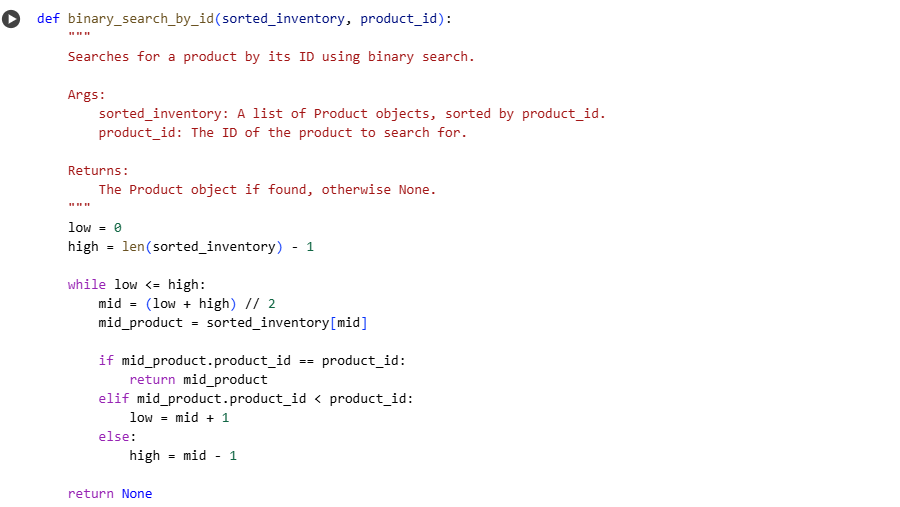 def binary_search_by_id(sorted_inventory, product_id):
    """
    Searches for a product by its ID using binary search.

    Args:
        sorted_inventory: A list of Product objects, sorted by product_id.
        product_id: The ID of the product to search for.

    Returns:
        The Product object if found, otherwise None.
    """
    low = 0
    high = len(sorted_inventory) - 1

    while low <= high:
        mid = (low + high) // 2
        mid_product = sorted_inventory[mid]

        if mid_product.product_id == product_id:
            return mid_product
        elif mid_product.product_id < product_id:
            low = mid + 1
        else:
            high = mid - 1

    return None